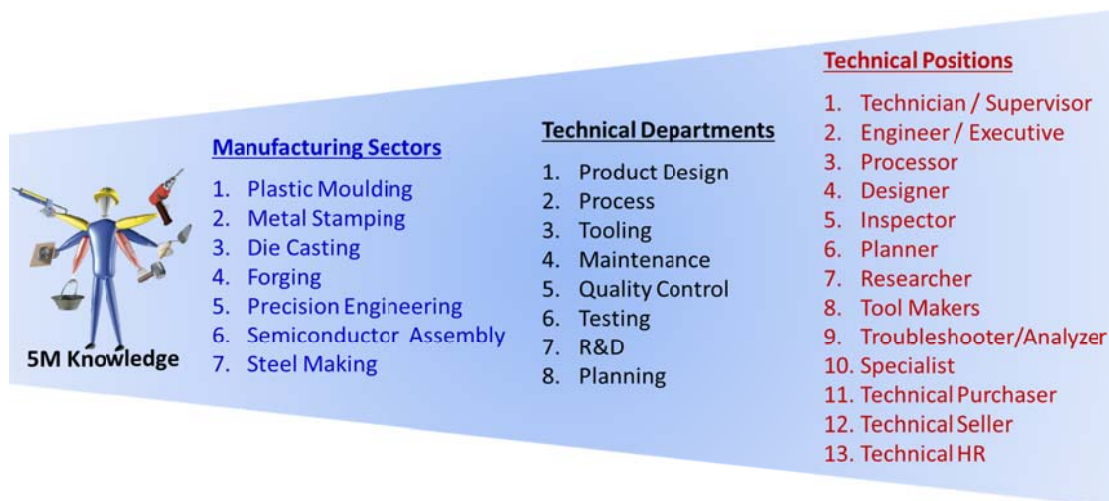 5M Knowledge
Manufacturing Sectors
1. Plastic Moulding
2. Metal Stamping
3. Die Casting
4. Forging
5. Precision Engineering
6. Semiconductor Assembly
7. Steel Making
Technical Departments
1. Product Design
2. Process
3. Tooling
4. Maintenance
5. Quality Control
6. Testing
7. R&D
8. Planning
Technical Positions
1. Technician / Supervisor
2. Engineer / Executive
3. Processor
4. Designer
5. Inspector
6. Planner
7. Researcher
8. Tool Makers
9. Troubleshooter/Analyzer
10. Specialist
11. Technical Purchaser
12. Technical Seller
13. Technical HR